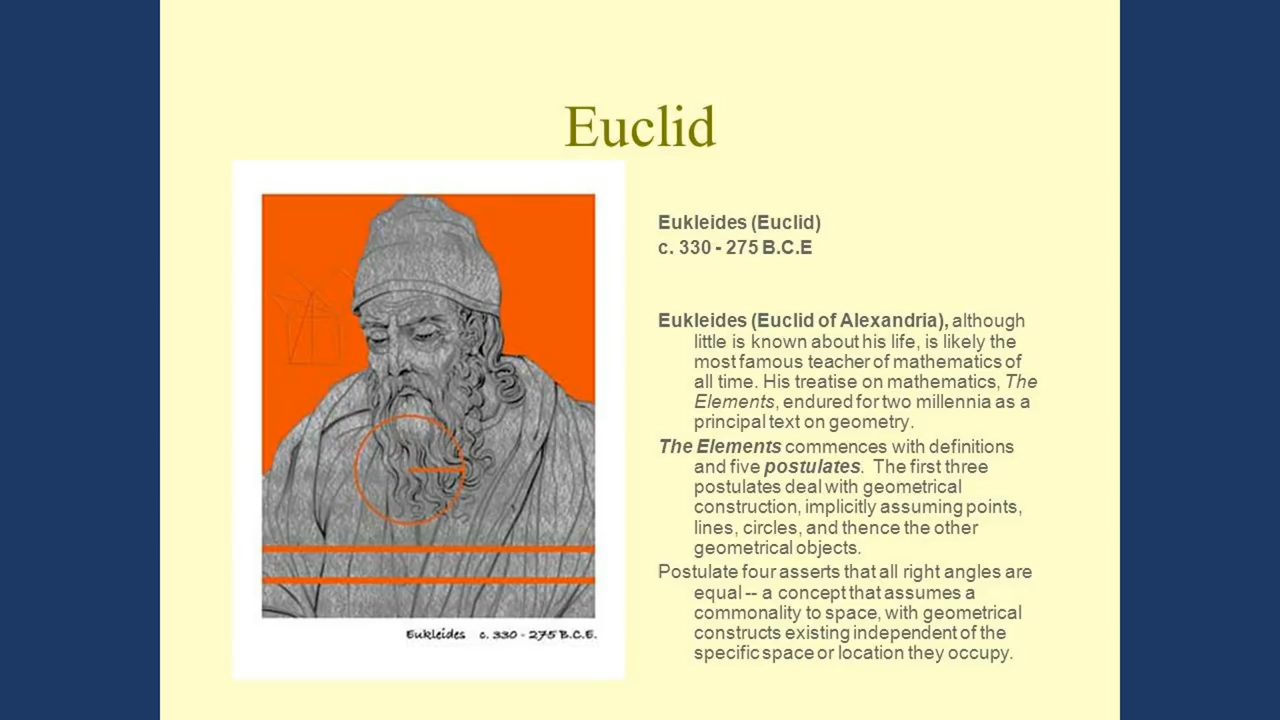 Euclid
Eukleides (Euclid)
c. 330 - 275 B.C.E
Eukleides (Euclid of Alexandria), although
little is known about his life, is likely the
most famous teacher of mathematics of
all time. His treatise on mathematics, The
Elements, endured for two millennia as a
principal text on geometry.
The Elements commences with definitions
and five postulates. The first three
postulates deal with geometrical
construction, implicitly assuming points,
lines, circles, and thence the other
geometrical objects.
Postulate four asserts that all right angles are
equal -- a concept that assumes a
commonality to space, with geometrical
constructs existing independent of the
specific space or location they occupy.
Eukleides c. 330 - 275 B.C.E.